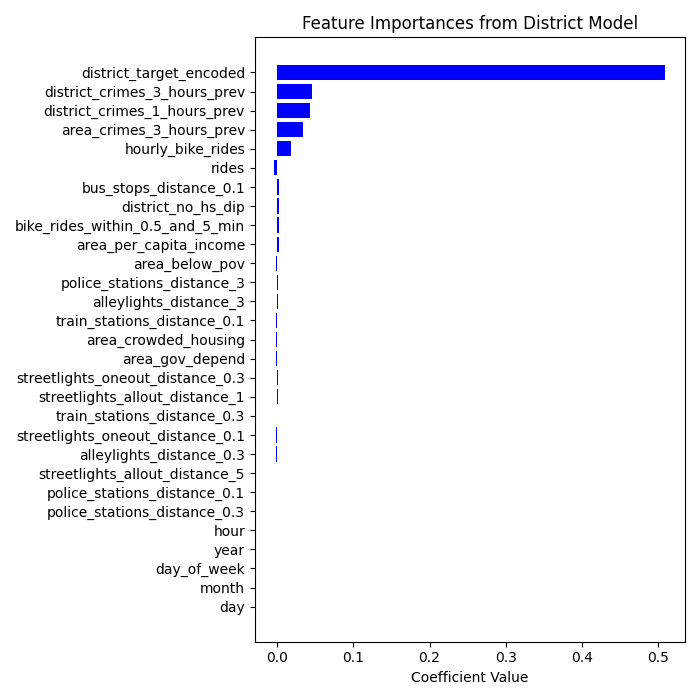 Feature Importances from District Model
district_target_encoded
district_crimes_3_hours_prev
district_crimes_1_hours_prev
area_crimes_3_hours_prev
hourly_bike_rides
rides
bus_stops_distance_0.1
district_no_hs_dip
bike_rides_within_0.5_and_5_min
area_per_capita_income
area_below_pov
police_stations_distance_3
alleylights_distance_3
train_stations_distance_0.1
area_crowded_housing
area_gov_depend
streetlights_oneout_distance_0.3
streetlights_allout_distance_1
train_stations_distance_0.3
streetlights_oneout_distance_0.1
alleylights_distance_0.3
streetlights_allout_distance_5
police_stations_distance_0.1
police_stations_distance_0.3
hour
year
day_of_week
month
day
0.0 0.1 0.2 0.3 0.4 0.5
Coefficient Value